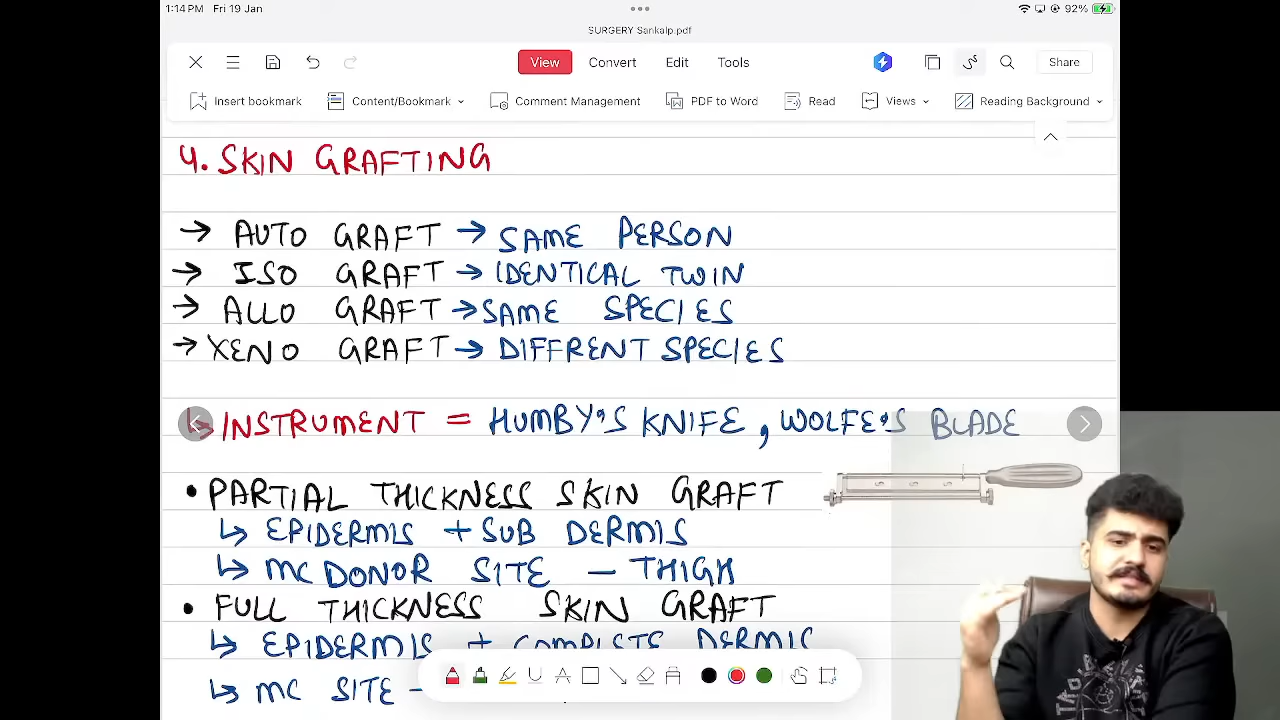 1:14 PM Fri 19 Jan 92%
SURGERY Sankalp.pdf
View Convert Edit Tools Share
Insert bookmark Content/Bookmark Comment Management PDF to Word Read Views Reading Background
4. SKIN GRAFTING
→ AUTO GRAFT → SAME PERSON
→ ISO GRAFT → IDENTICAL TWIN
→ ALLO GRAFT → SAME SPECIES
→ XENO GRAFT → DIFFRENT SPECIES
↳ INSTRUMENT = HUMBY'S KNIFE, WOLFE'S BLADE
• PARTIAL THICKNESS SKIN GRAFT
↳ EPIDERMIS + SUB DERMIS
↳ MC DONOR SITE – THIGH
• FULL THICKNESS SKIN GRAFT
↳ EPIDERMIS + COMPLETE DERMIS
↳ MC SITE –